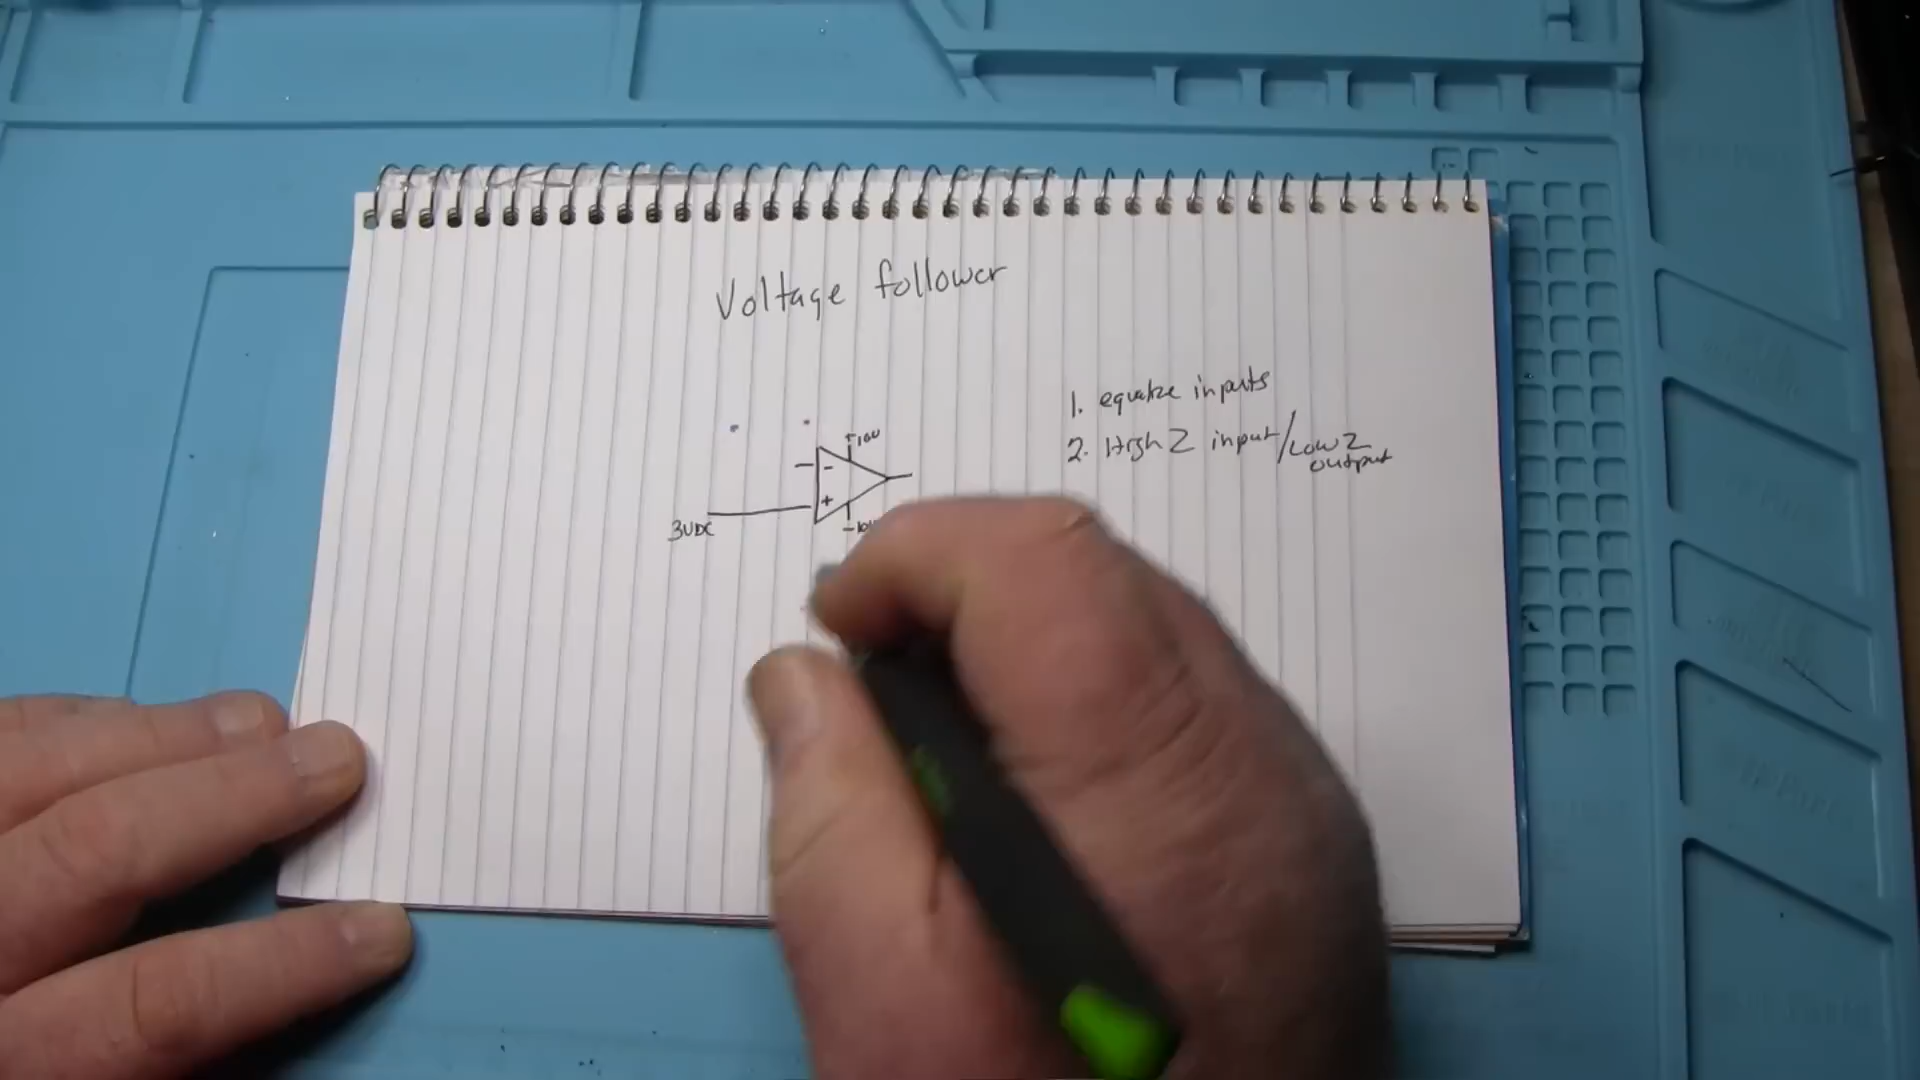 Voltage follower
1. equalize inputs
2. High Z input/Low Z
output
+10V
-
+
3VDC